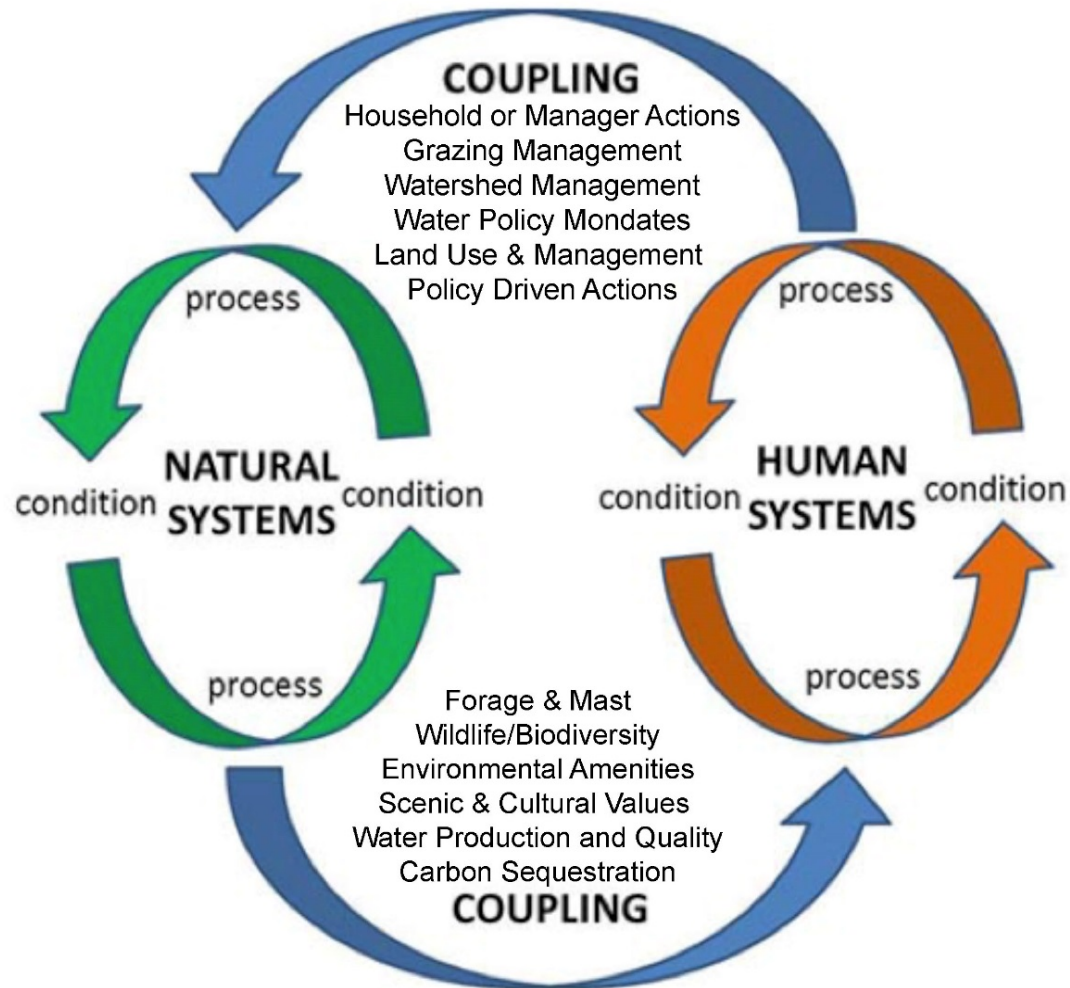 COUPLING
Household or Manager Actions
Grazing Management
Watershed Management
Water Policy Mondates
Land Use & Management
Policy Driven Actions
process
process
NATURAL
SYSTEMS
condition
condition
HUMAN
SYSTEMS
condition
condition
process
process
Forage & Mast
Wildlife/Biodiversity
Environmental Amenities
Scenic & Cultural Values
Water Production and Quality
Carbon Sequestration
COUPLING